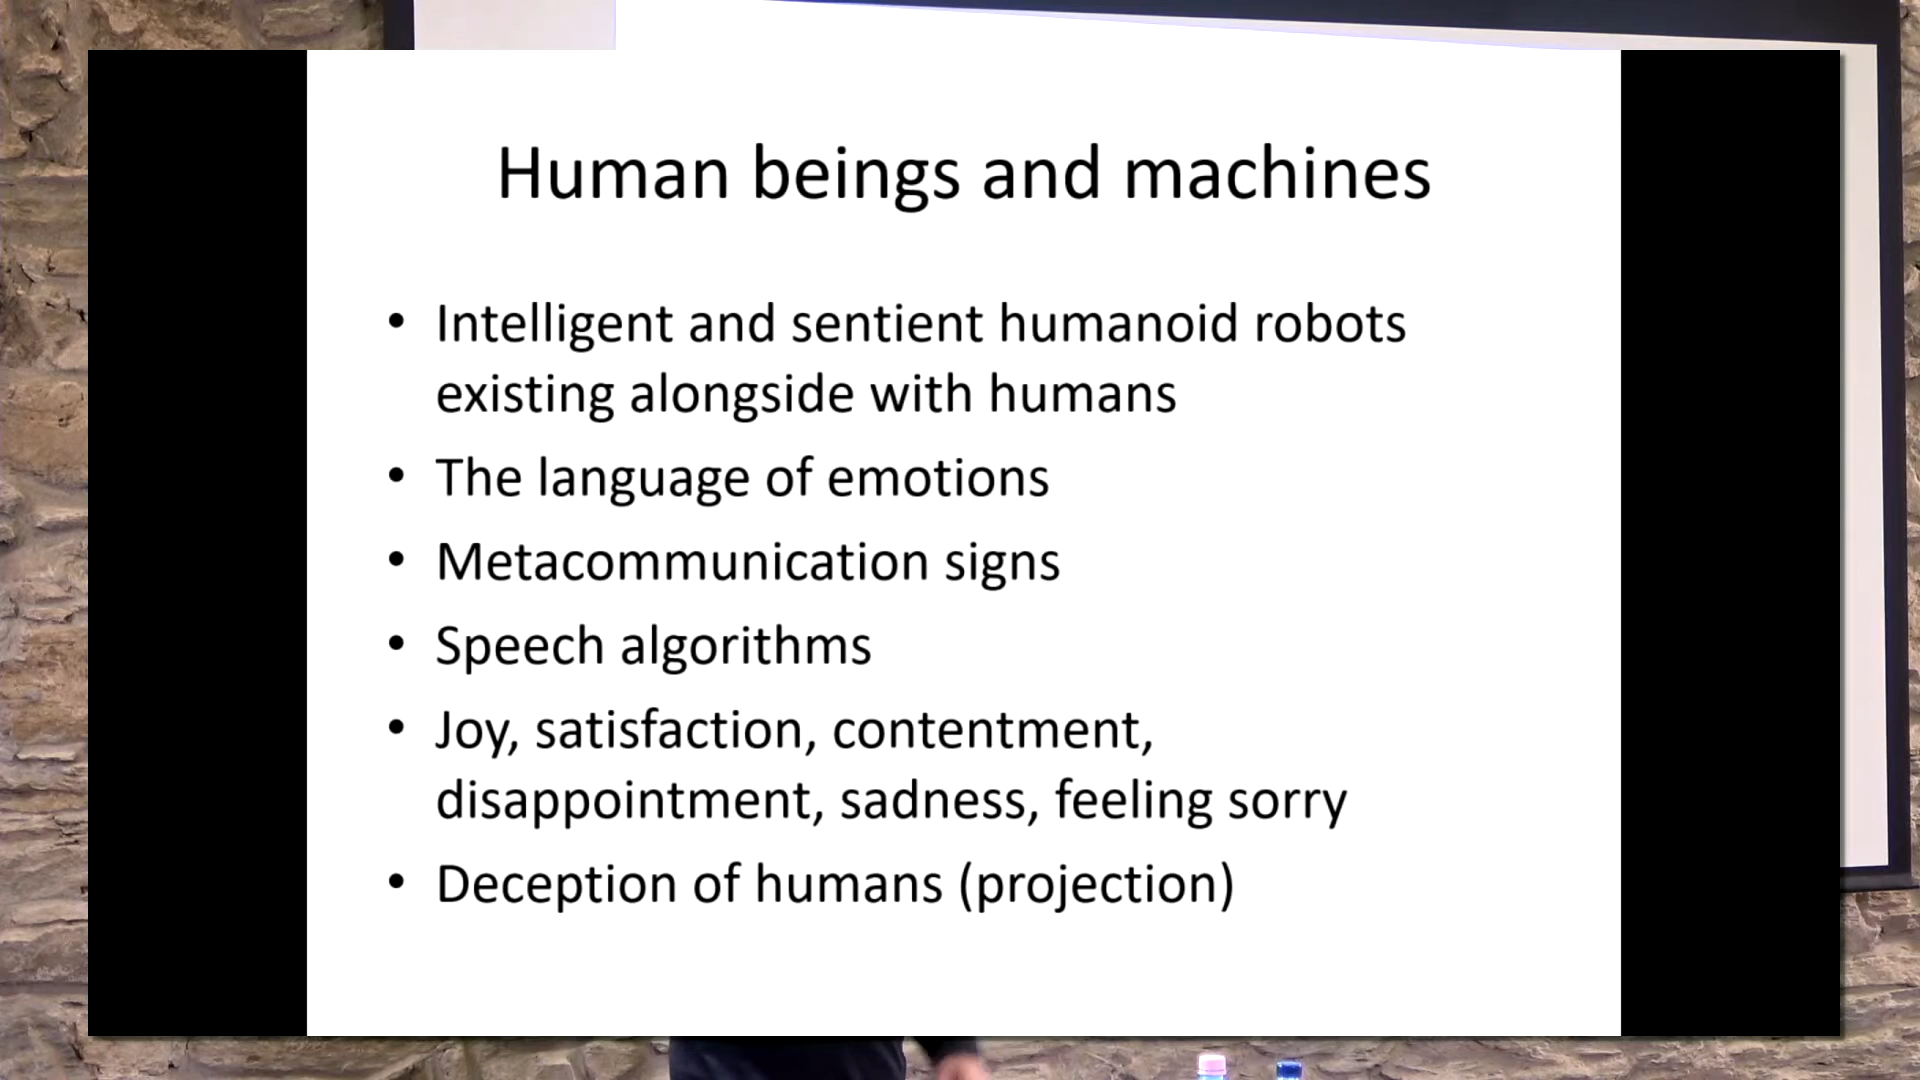 Human beings and machines
• Intelligent and sentient humanoid robots
existing alongside with humans
• The language of emotions
• Metacommunication signs
• Speech algorithms
• Joy, satisfaction, contentment,
disappointment, sadness, feeling sorry
• Deception of humans (projection)